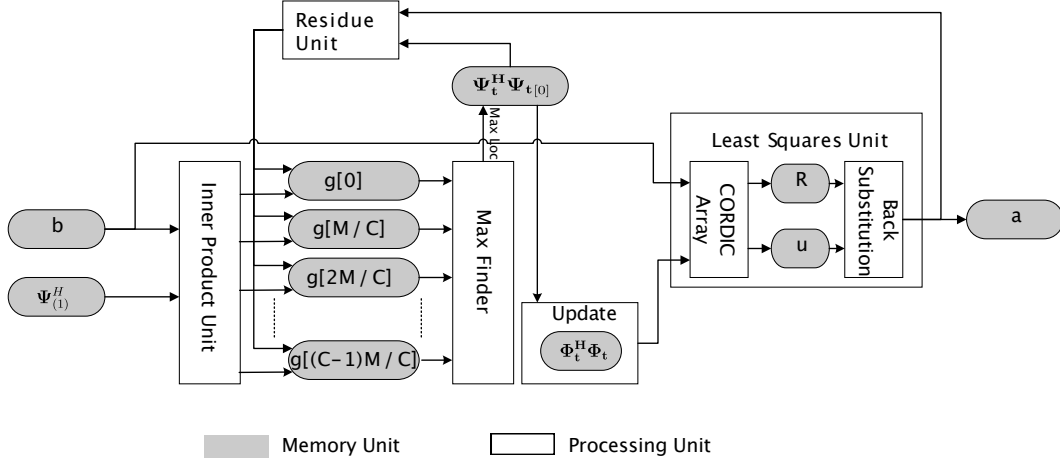 Residue
Unit
Ψ_t^H Ψ_t[0]
Max Loc
Least Squares Unit
Inner Product Unit
g[0]
g[M / C]
g[2M / C]
g[(C-1)M / C]
Max Finder
CORDIC
Array
R
u
Back
Substitution
b
a
Ψ_(1)^H
Update
Φ_t^H Φ_t
Memory Unit
Processing Unit